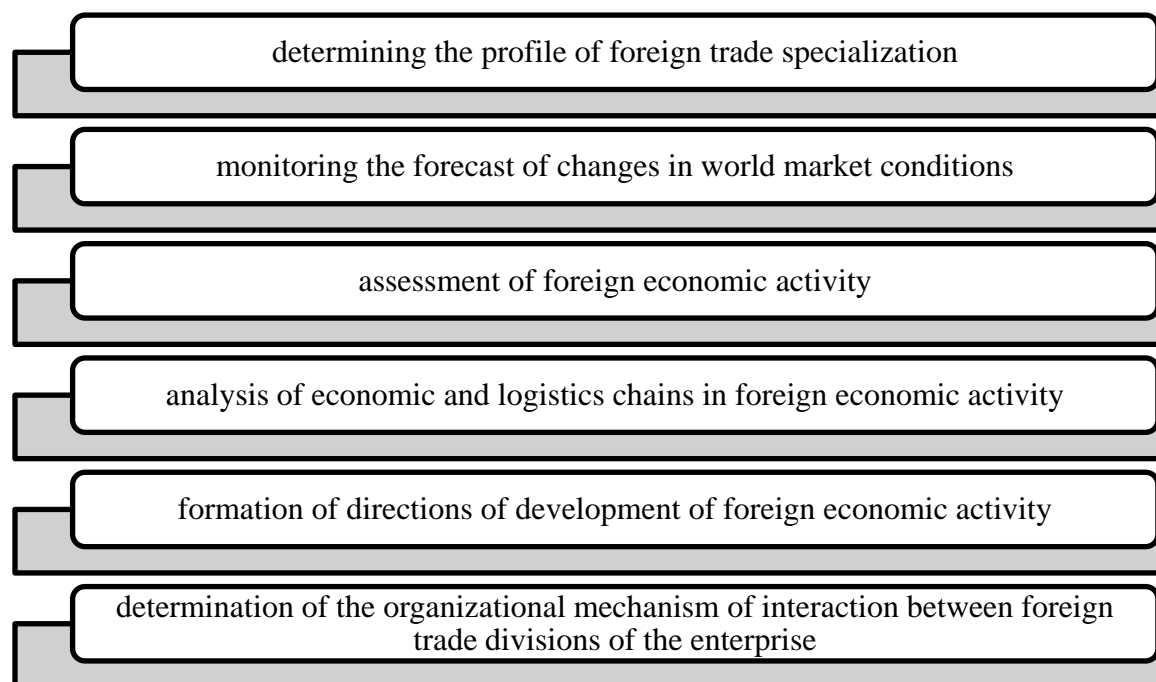 determining the profile of foreign trade specialization
monitoring the forecast of changes in world market conditions
assessment of foreign economic activity
analysis of economic and logistics chains in foreign economic activity
formation of directions of development of foreign economic activity
determination of the organizational mechanism of interaction between foreign
trade divisions of the enterprise